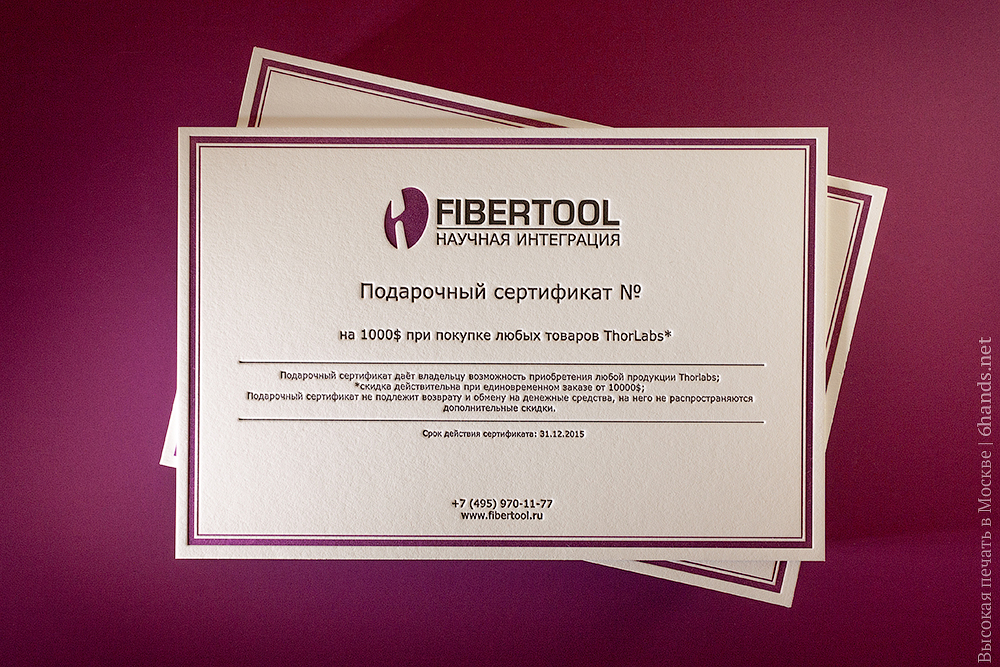 FIBERTOOL
НАУЧНАЯ ИНТЕГРАЦИЯ
Подарочный сертификат №
на 1000$ при покупке любых товаров ThorLabs*
Подарочный сертификат даёт владельцу возможность приобретения любой продукции Thorlabs;
*скидка действительна при единовременном заказе от 10000$;
Подарочный сертификат не подлежит возврату и обмену на денежные средства, на него не распространяются
дополнительные скидки.
Срок действия сертификата: 31.12.2015
+7 (495) 970-11-77
www.fibertool.ru
Высокая печать в Москве | 6hands.net